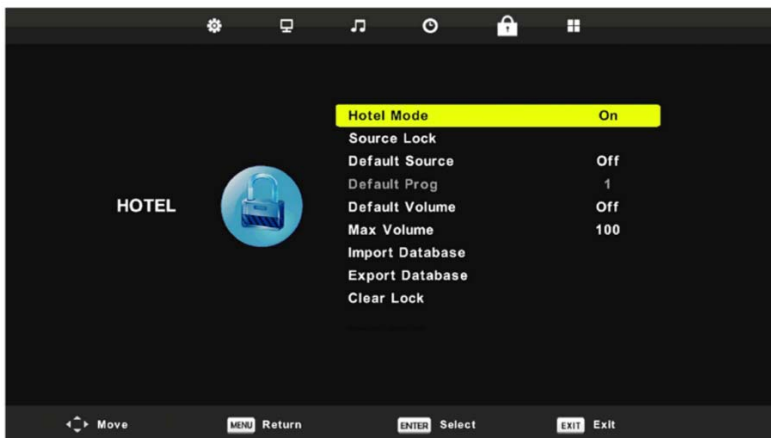 Hotel Mode On
Source Lock
Default Source Off
Default Prog 1
HOTEL
Default Volume Off
Max Volume 100
Import Database
Export Database
Clear Lock
Move MENU Return ENTER Select EXIT Exit